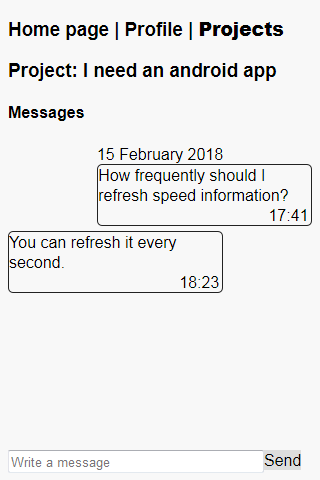 Home page | Profile | Projects
Project: I need an android app
Messages
15 February 2018
How frequently should I
refresh speed information?
17:41
You can refresh it every
second.
18:23
Write a message
Send